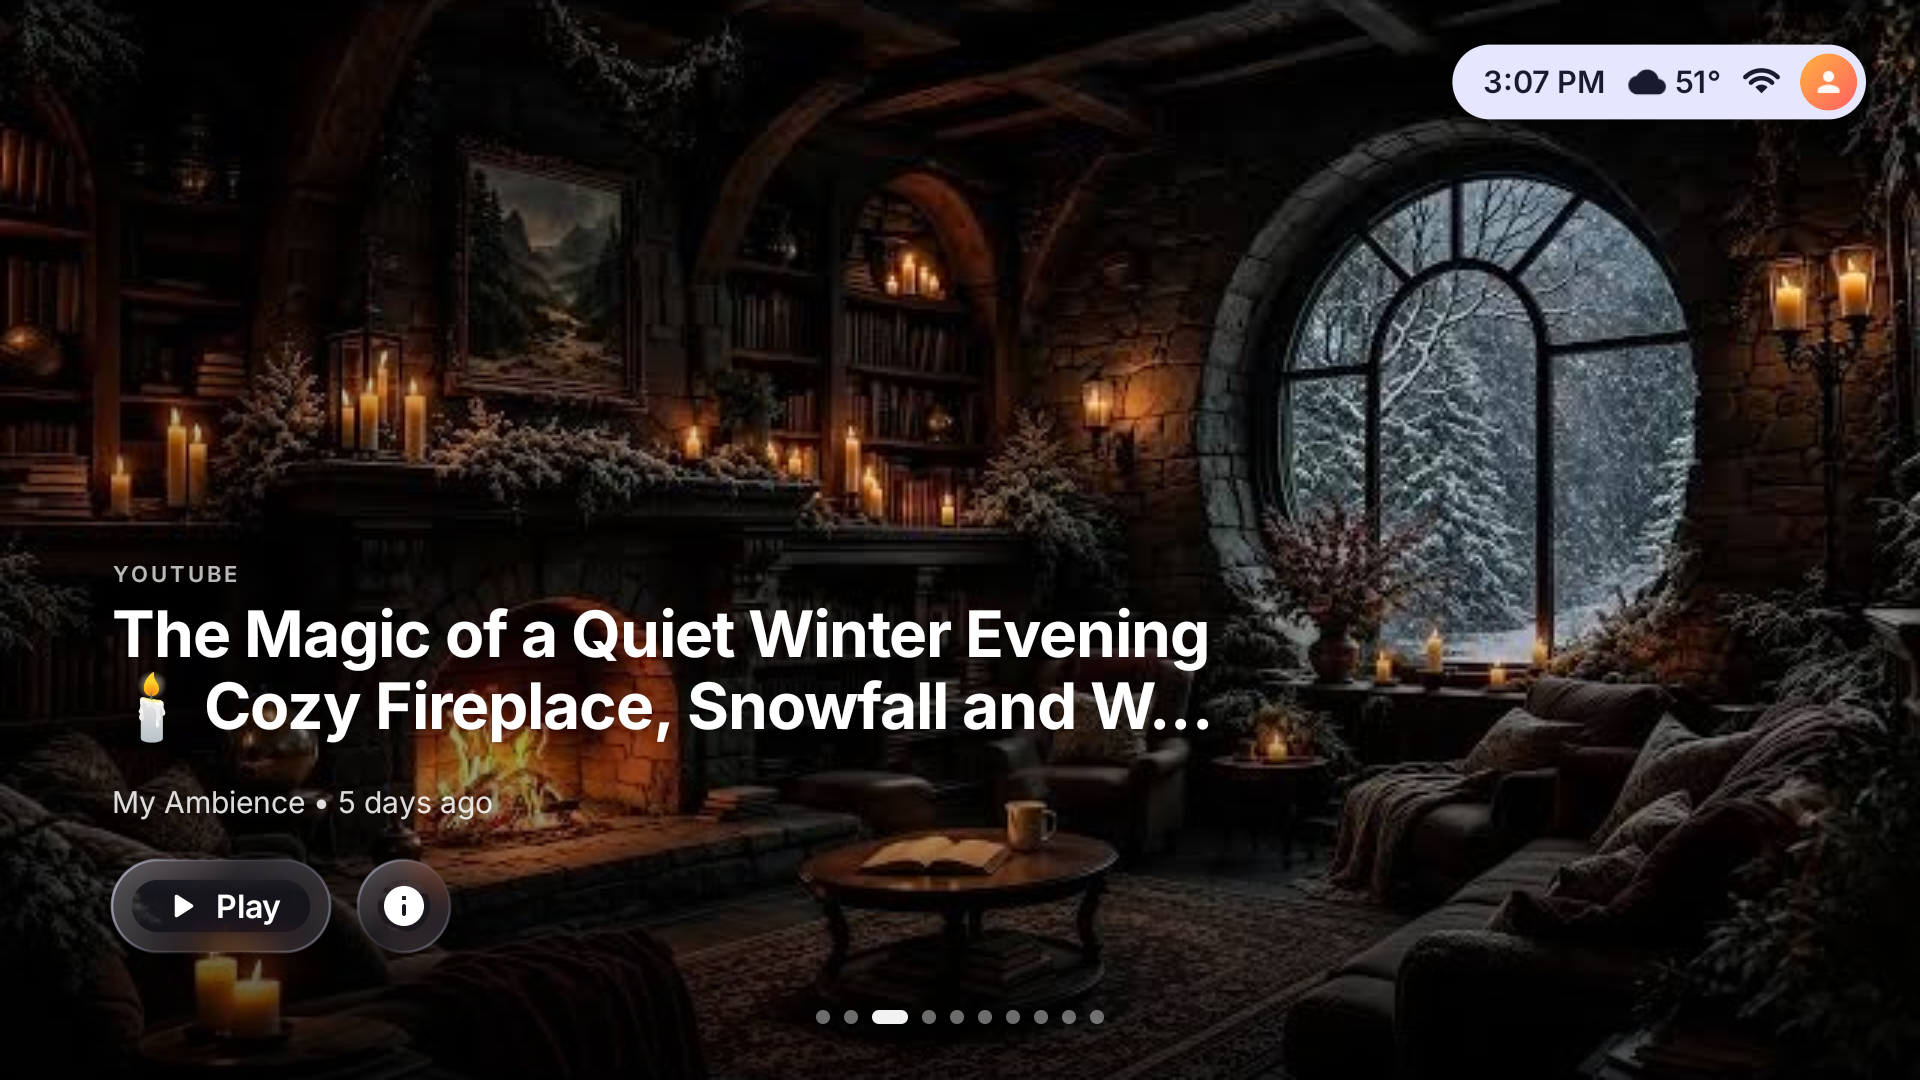 3:07 PM 51°
YOUTUBE
The Magic of a Quiet Winter Evening
🕯️ Cozy Fireplace, Snowfall and W...
My Ambience • 5 days ago
Play